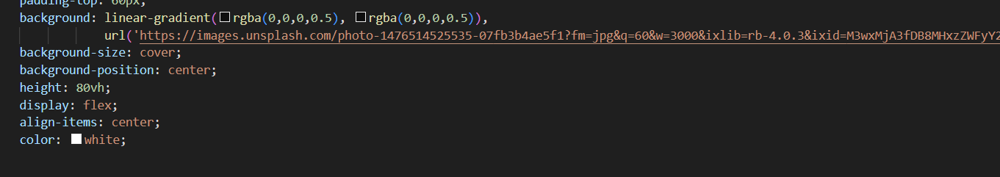 padding-top: 60px;
background: linear-gradient(rgba(0,0,0,0.5), rgba(0,0,0,0.5)),
url('https://images.unsplash.com/photo-1476514525535-07fb3b4ae5f1?fm=jpg&q=60&w=3000&ixlib=rb-4.0.3&ixid=M3wxMjA3fDB8MHxzZWFyY2
background-size: cover;
background-position: center;
height: 80vh;
display: flex;
align-items: center;
color: white;